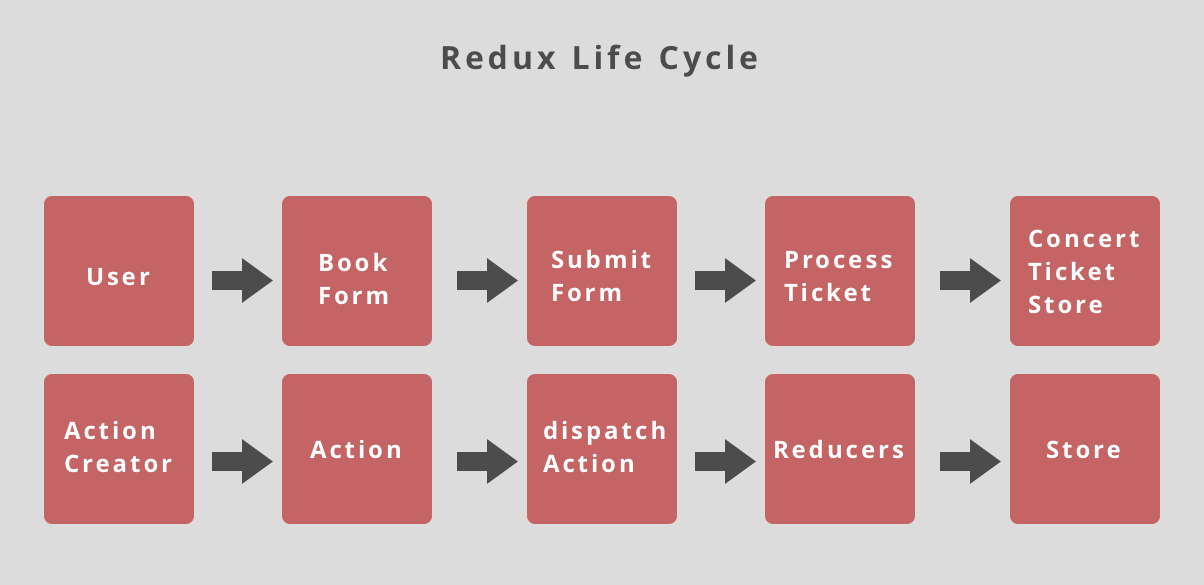 Redux Life Cycle
User
Book
Form
Submit
Form
Process
Ticket
Concert
Ticket
Store
Action
Creator
Action
dispatch
Action
Reducers
Store